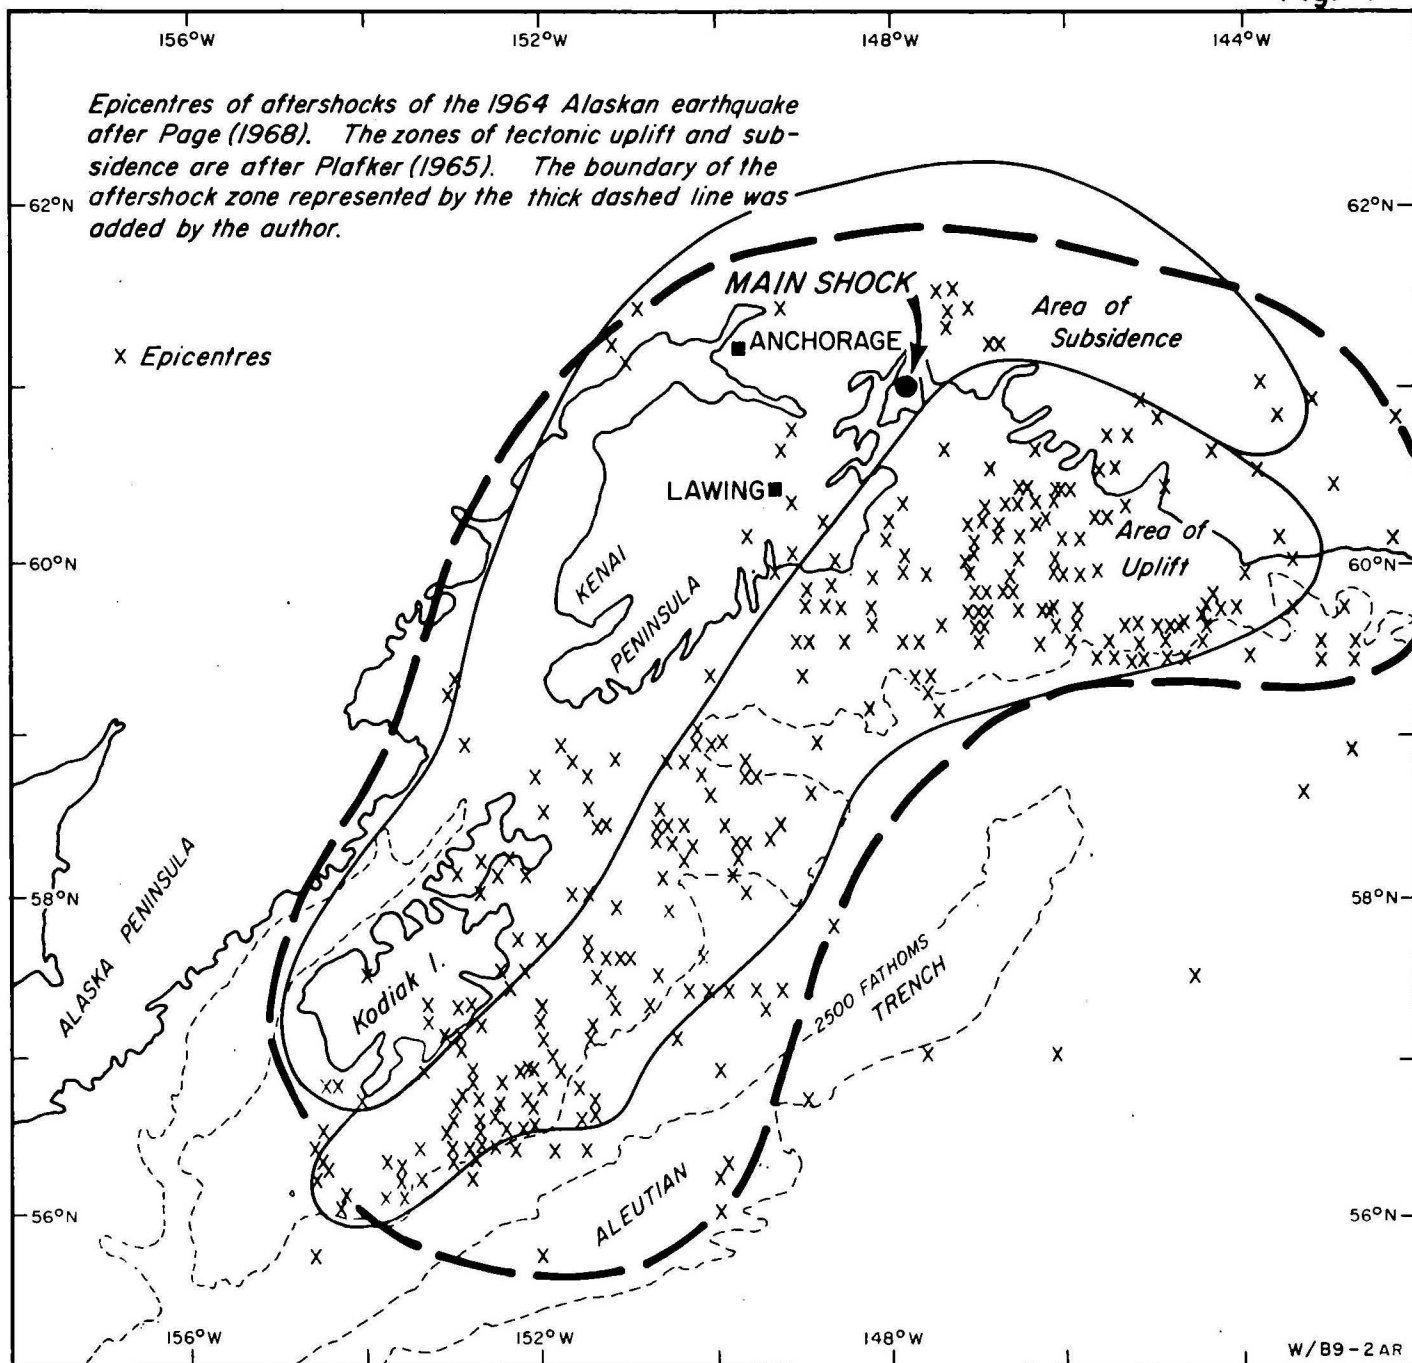 Fig.
156°W 152°W 148°W 144°W
Epicentres of aftershocks of the 1964 Alaskan earthquake
after Page (1968). The zones of tectonic uplift and sub-
sidence are after Plafker (1965). The boundary of the
aftershock zone represented by the thick dashed line was
added by the author.
62°N 62°N
MAIN SHOCK
Area of
Subsidence
ANCHORAGE
x Epicentres
LAWING
Area of
Uplift
60°N 60°N
KENAI
PENINSULA
ALASKA PENINSULA
58°N 58°N
Kodiak I.
2500 FATHOMS
TRENCH
ALEUTIAN
56°N 56°N
156°W 152°W 148°W
W/B9-2AR